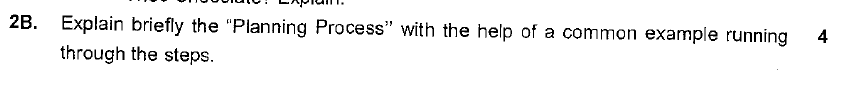 2B. Explain briefly the "Planning Process" with the help of a common example running 4
through the steps.